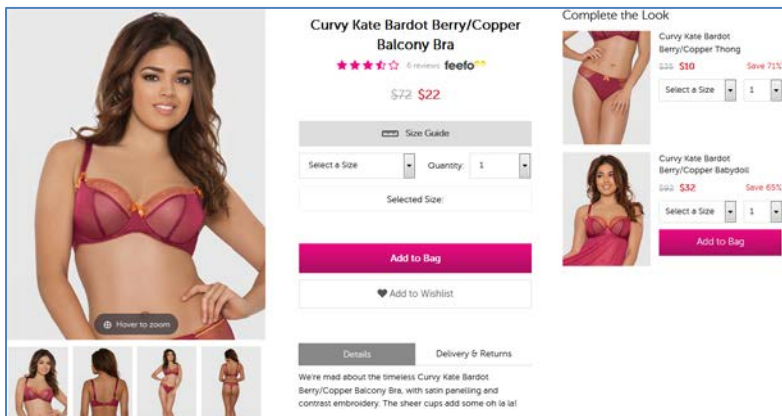 Curvy Kate Bardot Berry/Copper
Balcony Bra
6 reviews feefo
$72 $22
Size Guide
Select a Size
Quantity: 1
Selected Size:
Add to Bag
Add to Wishlist
Details
Delivery & Returns
We're mad about the timeless Curvy Kate Bardot
Berry/Copper Balcony Bra, with satin panelling and
contrast embroidery. The sheer cups add some oh la la!
Hover to zoom
Complete the Look
Curvy Kate Bardot
Berry/Copper Thong
$35 $10 Save 71%
Select a Size 1
Curvy Kate Bardot
Berry/Copper Babydoll
$92 $32 Save 65%
Select a Size 1
Add to Bag